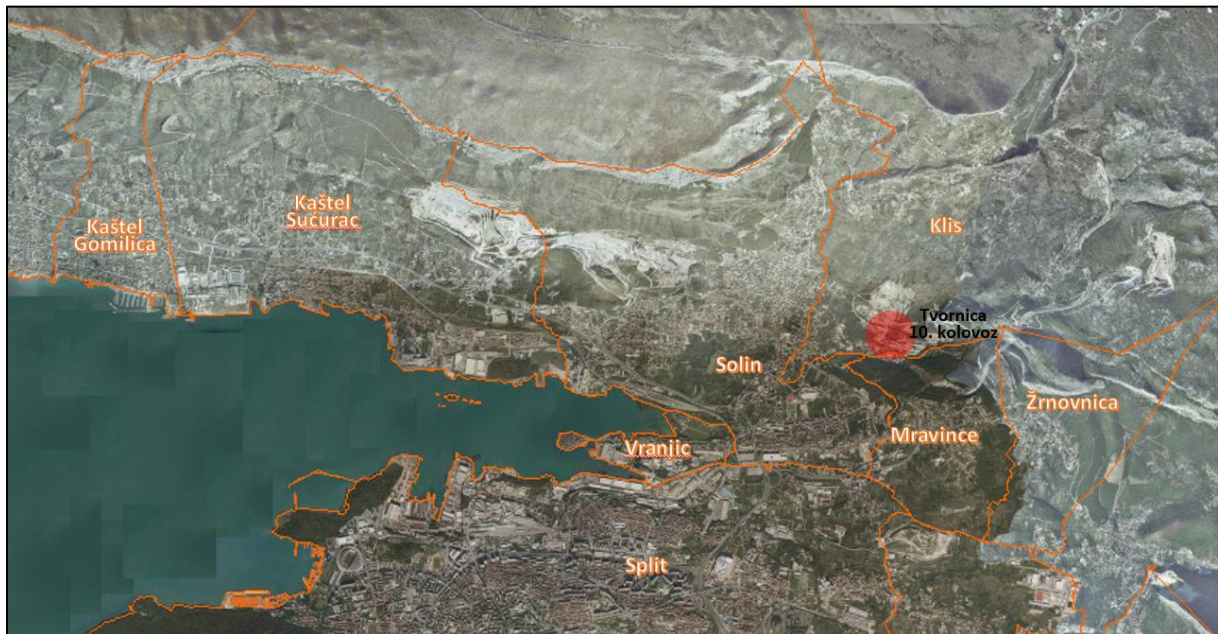 Kaštel
Gomilica
Kaštel
Sućurac
Klis
Tvornica
10. kolovoz
Solin
Vranjic
Mravince
Žrnovnica
Split